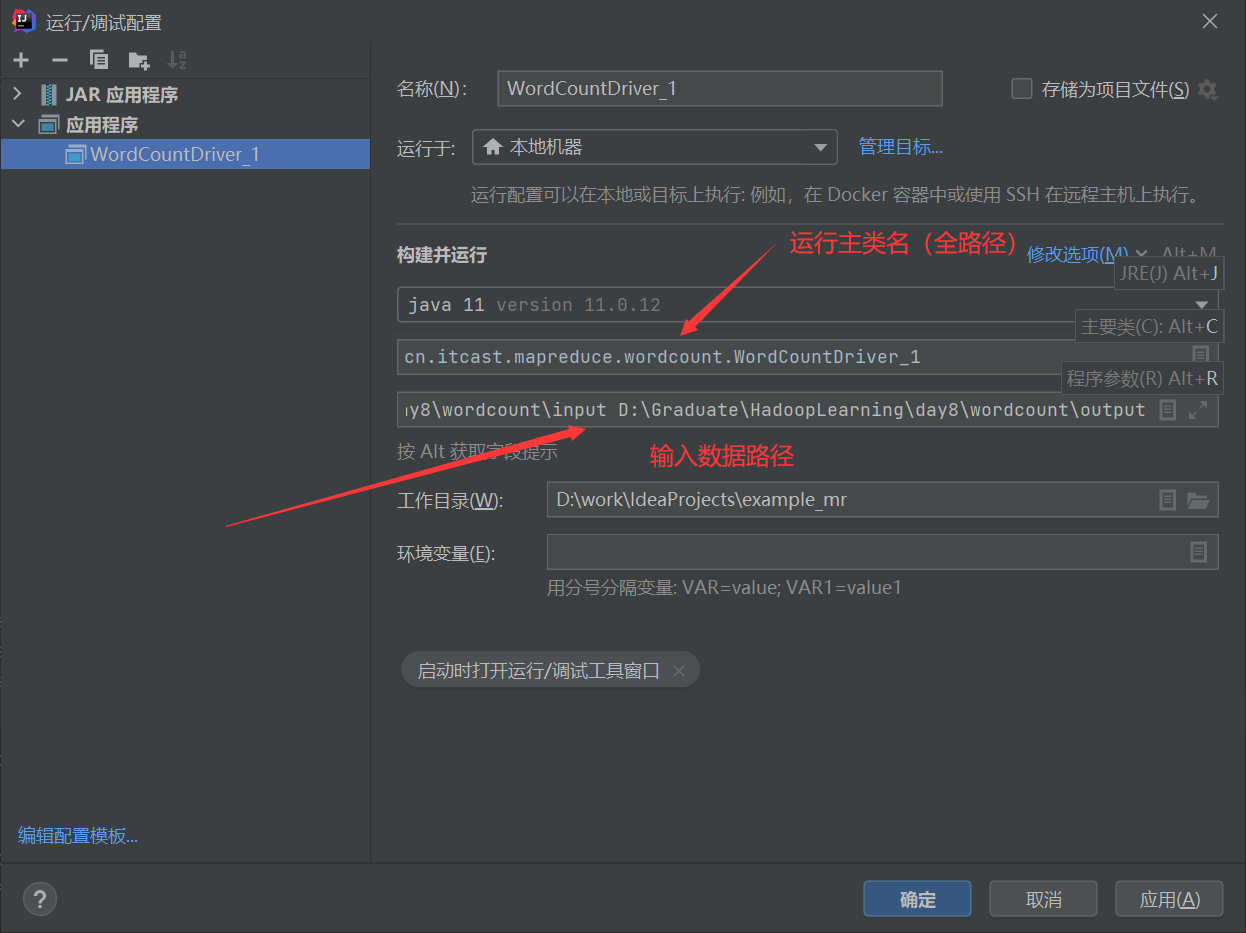 运行/调试配置
JAR 应用程序
应用程序
WordCountDriver_1
编辑配置模板...
名称(N):
WordCountDriver_1
存储为项目文件(S)
运行于:
本地机器
管理目标...
运行配置可以在本地或目标上执行: 例如，在 Docker 容器中或使用 SSH 在远程主机上执行。
运行主类名（全路径）
构建并运行
修改选项(M)
Alt+M
JRE(J) Alt+J
java 11 version 11.0.12
主要类(C): Alt+C
cn.itcast.mapreduce.wordcount.WordCountDriver_1
程序参数(R) Alt+R
ay8\wordcount\input D:\Graduate\HadoopLearning\day8\wordcount\output
按 Alt 获取字段提示
输入数据路径
工作目录(W):
D:\work\IdeaProjects\example_mr
环境变量(E):
用分号分隔变量: VAR=value; VAR1=value1
启动时打开运行/调试工具窗口
?
确定
取消
应用(A)